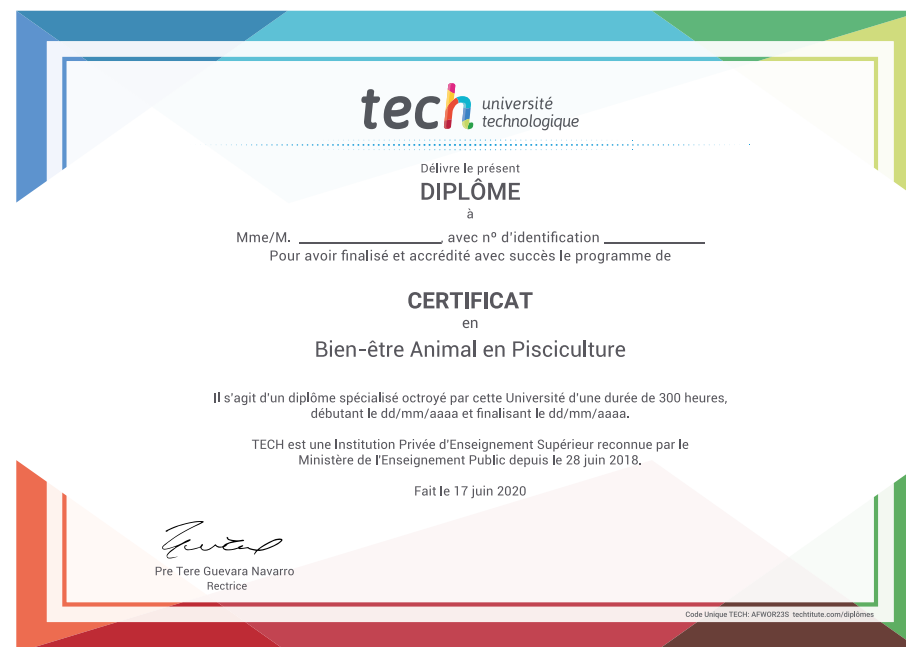 tech université
technologique
Délivre le présent
DIPLÔME
à
Mme/M. ____________________, avec nº d'identification ______________
Pour avoir finalisé et accrédité avec succès le programme de
CERTIFICAT
en
Bien-être Animal en Pisciculture
Il s'agit d'un diplôme spécialisé octroyé par cette Université d'une durée de 300 heures,
débutant le dd/mm/aaaa et finalisant le dd/mm/aaaa.
TECH est une Institution Privée d'Enseignement Supérieur reconnue par le
Ministère de l'Enseignement Public depuis le 28 juin 2018.
Fait le 17 juin 2020
Pre Tere Guevara Navarro
Rectrice
Code Unique TECH: AFWOR23S techtitute.com/diplômes